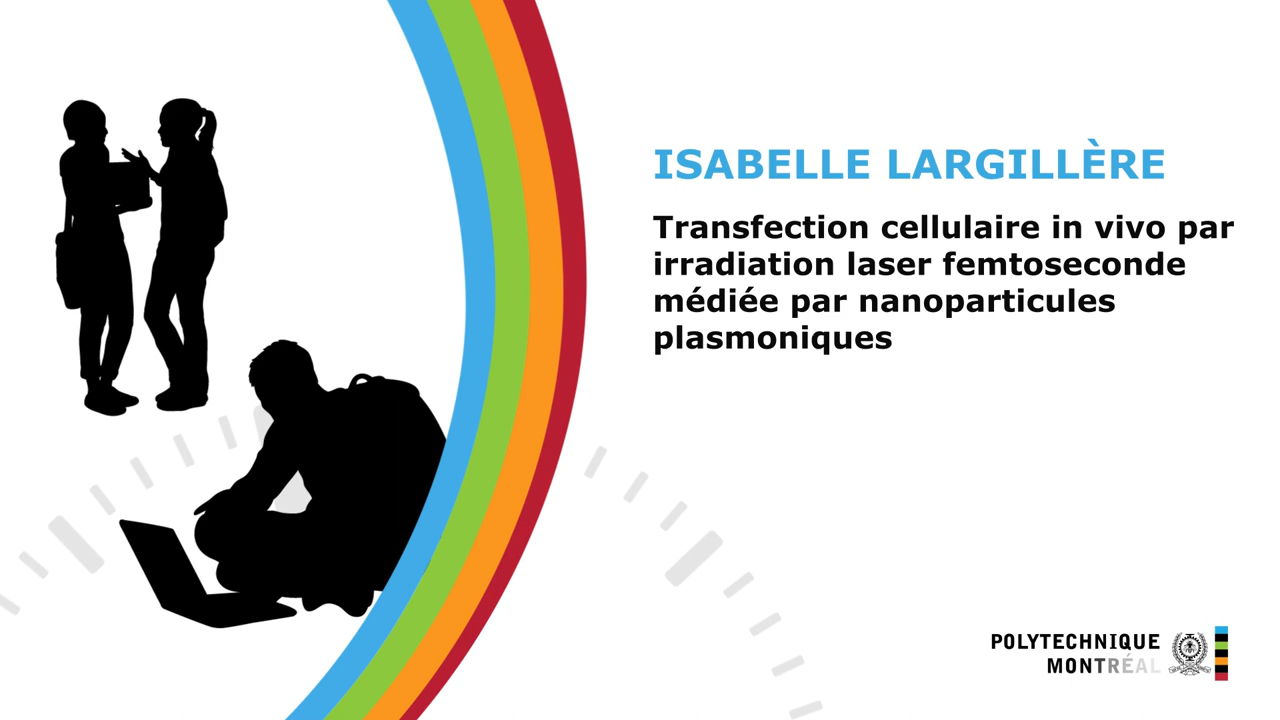 ISABELLE LARGILLÈRE
Transfection cellulaire in vivo par
irradiation laser femtoseconde
médiée par nanoparticules
plasmoniques
POLYTECHNIQUE
MONTRÉAL